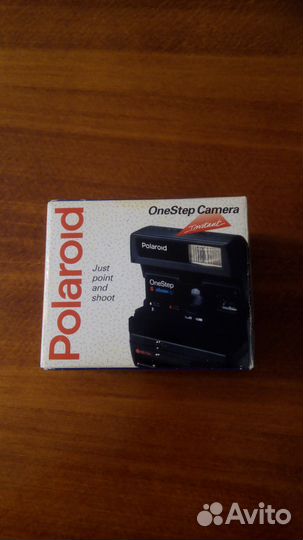 Polaroid
OneStep Camera
Instant
Just
point
and
shoot
Polaroid
OneStep
Avito